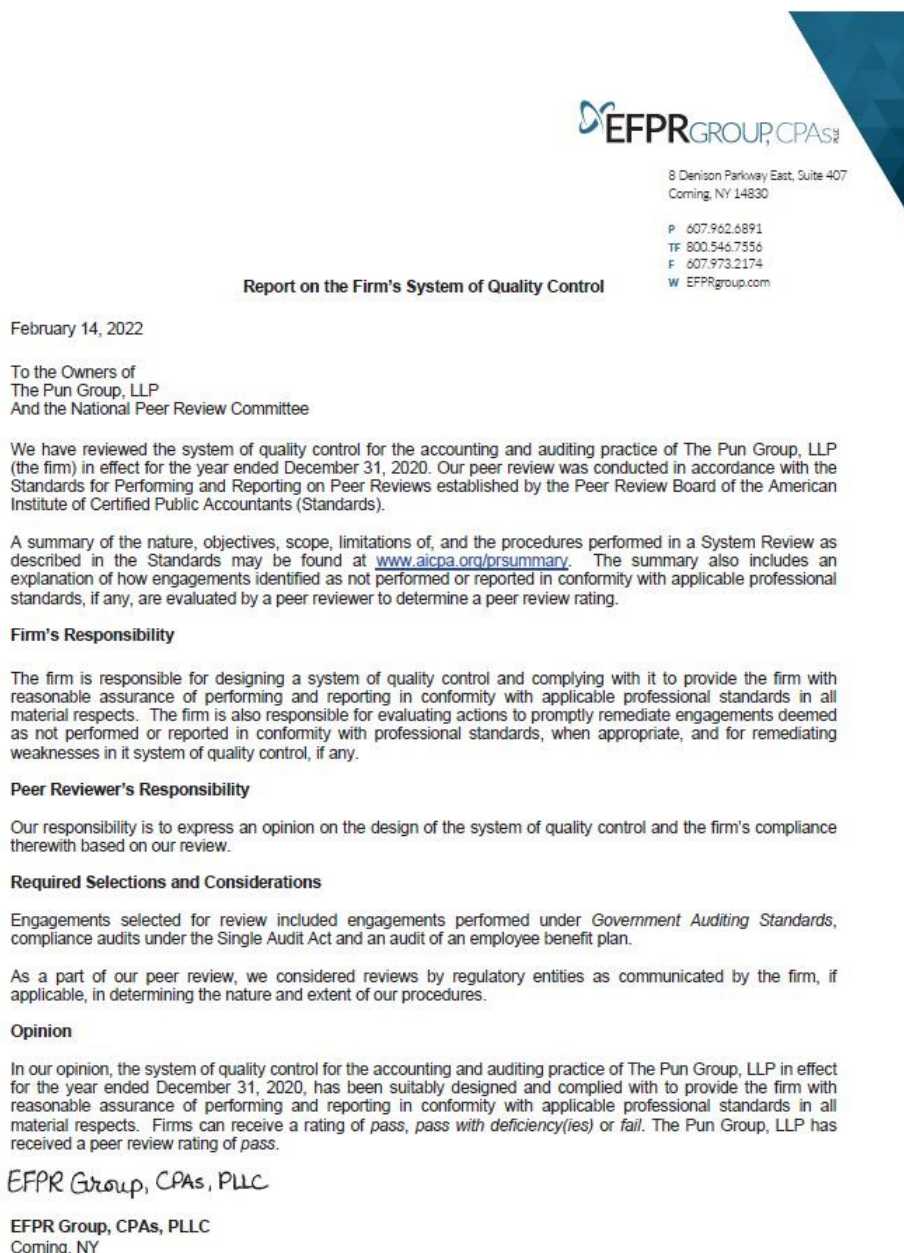 EFPR GROUP, CPAs PLLC
8 Denison Parkway East, Suite 407
Corning, NY 14830
P 607.962.6891
TF 800.546.7556
F 607.973.2174
W EFPRgroup.com
Report on the Firm's System of Quality Control
February 14, 2022
To the Owners of
The Pun Group, LLP
And the National Peer Review Committee
We have reviewed the system of quality control for the accounting and auditing practice of The Pun Group, LLP
(the firm) in effect for the year ended December 31, 2020. Our peer review was conducted in accordance with the
Standards for Performing and Reporting on Peer Reviews established by the Peer Review Board of the American
Institute of Certified Public Accountants (Standards).
A summary of the nature, objectives, scope, limitations of, and the procedures performed in a System Review as
described in the Standards may be found at www.aicpa.org/prsummary. The summary also includes an
explanation of how engagements identified as not performed or reported in conformity with applicable professional
standards, if any, are evaluated by a peer reviewer to determine a peer review rating.
Firm's Responsibility
The firm is responsible for designing a system of quality control and complying with it to provide the firm with
reasonable assurance of performing and reporting in conformity with applicable professional standards in all
material respects. The firm is also responsible for evaluating actions to promptly remediate engagements deemed
as not performed or reported in conformity with professional standards, when appropriate, and for remediating
weaknesses in it system of quality control, if any.
Peer Reviewer's Responsibility
Our responsibility is to express an opinion on the design of the system of quality control and the firm's compliance
therewith based on our review.
Required Selections and Considerations
Engagements selected for review included engagements performed under Government Auditing Standards,
compliance audits under the Single Audit Act and an audit of an employee benefit plan.
As a part of our peer review, we considered reviews by regulatory entities as communicated by the firm, if
applicable, in determining the nature and extent of our procedures.
Opinion
In our opinion, the system of quality control for the accounting and auditing practice of The Pun Group, LLP in effect
for the year ended December 31, 2020, has been suitably designed and complied with to provide the firm with
reasonable assurance of performing and reporting in conformity with applicable professional standards in all
material respects. Firms can receive a rating of pass, pass with deficiency(ies) or fail. The Pun Group, LLP has
received a peer review rating of pass.
EFPR Group, CPAs, PLLC
EFPR Group, CPAs, PLLC
Corning, NY